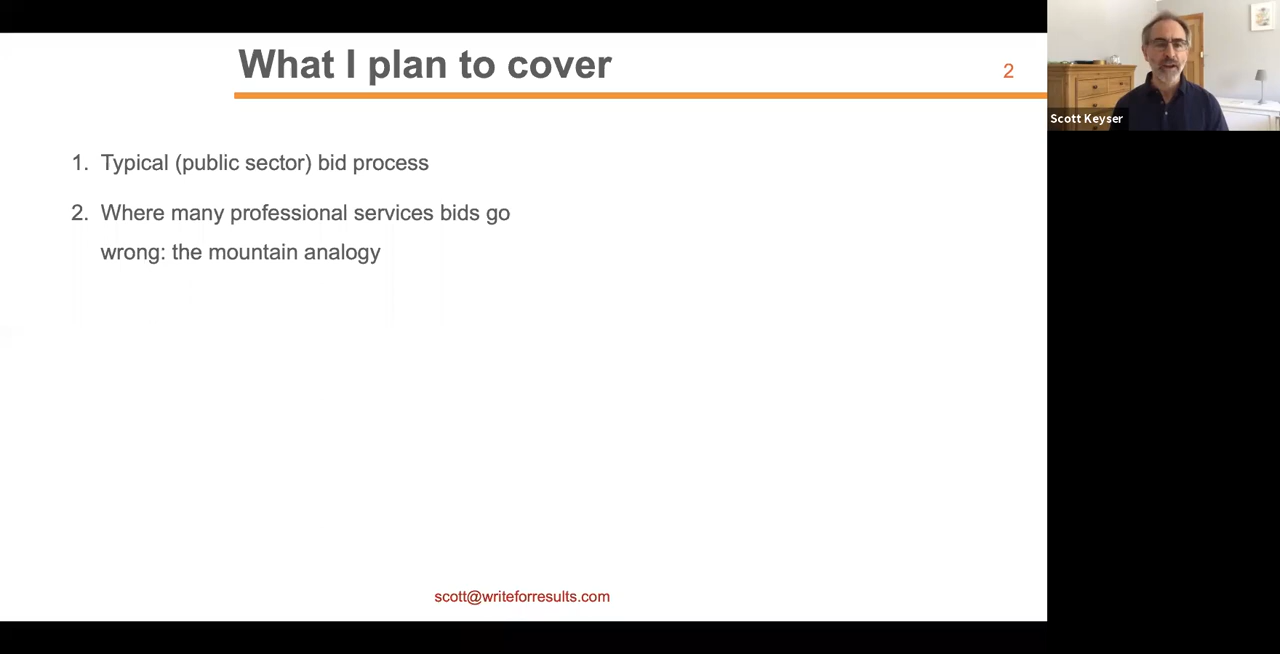 What I plan to cover
2
Scott Keyser
1. Typical (public sector) bid process
2. Where many professional services bids go
wrong: the mountain analogy
scott@writeforresults.com